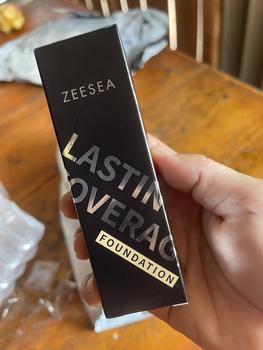 ZEESEA
LASTIN
OVERAG
FOUNDATION